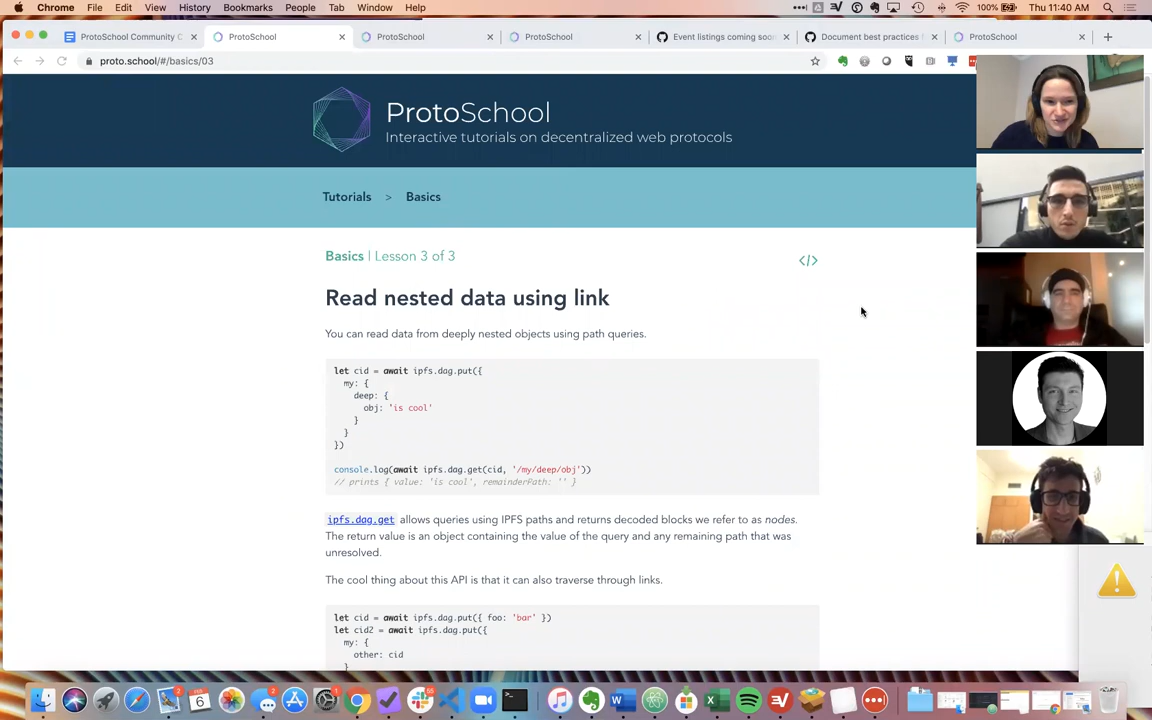 Chrome File Edit View History Bookmarks People Tab Window Help
100% Thu 11:40 AM
ProtoSchool Community C
ProtoSchool
ProtoSchool
ProtoSchool
Event listings coming soon
Document best practices f
ProtoSchool
proto.school/#/basics/03
ProtoSchool
Interactive tutorials on decentralized web protocols
Tutorials > Basics
Basics | Lesson 3 of 3
</>
Read nested data using link
You can read data from deeply nested objects using path queries.
let cid = await ipfs.dag.put({
my: {
deep: {
obj: 'is cool'
}
}
})
console.log(await ipfs.dag.get(cid, '/my/deep/obj'))
// prints { value: 'is cool', remainderPath: '' }
ipfs.dag.get allows queries using IPFS paths and returns decoded blocks we refer to as nodes.
The return value is an object containing the value of the query and any remaining path that was
unresolved.
The cool thing about this API is that it can also traverse through links.
let cid = await ipfs.dag.put({ foo: 'bar' })
let cid2 = await ipfs.dag.put({
my: {
other: cid
}